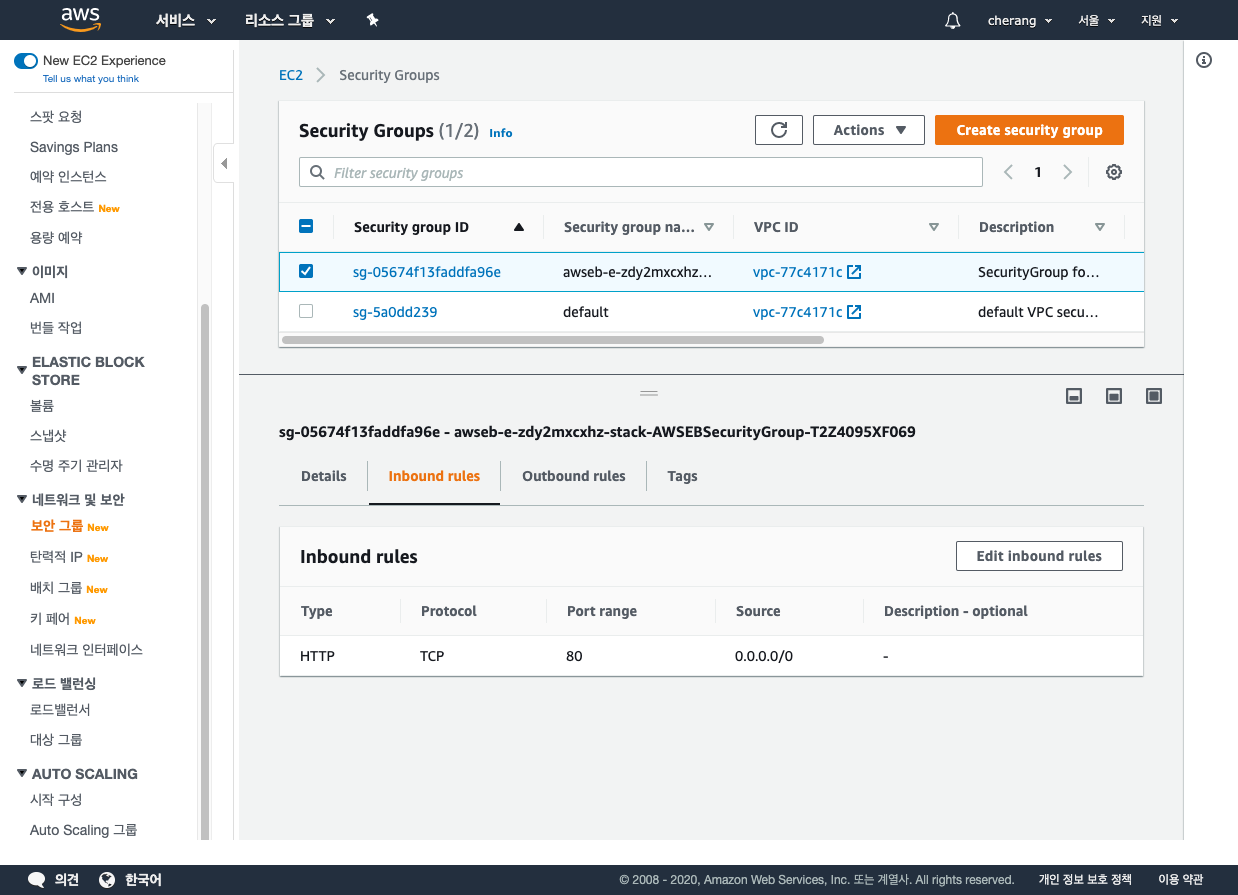 aws 서비스 리소스 그룹 cherang 서울 지원
New EC2 Experience
Tell us what you think
스팟 요청
Savings Plans
예약 인스턴스
전용 호스트 New
용량 예약
이미지
AMI
번들 작업
ELASTIC BLOCK
STORE
볼륨
스냅샷
수명 주기 관리자
네트워크 및 보안
보안 그룹 New
탄력적 IP New
배치 그룹 New
키 페어 New
네트워크 인터페이스
로드 밸런싱
로드밸런서
대상 그룹
AUTO SCALING
시작 구성
Auto Scaling 그룹
EC2 Security Groups
Security Groups (1/2) Info
Actions
Create security group
Filter security groups
1
Security group ID Security group na... VPC ID Description
sg-05674f13faddfa96e awseb-e-zdy2mxcxhz... vpc-77c4171c SecurityGroup fo...
sg-5a0dd239 default vpc-77c4171c default VPC secu...
sg-05674f13faddfa96e - awseb-e-zdy2mxcxhz-stack-AWSEBSecurityGroup-T2Z4095XF069
Details Inbound rules Outbound rules Tags
Inbound rules
Edit inbound rules
Type Protocol Port range Source Description - optional
HTTP TCP 80 0.0.0.0/0 -
의견 한국어 © 2008 - 2020, Amazon Web Services, Inc. 또는 계열사. All rights reserved. 개인 정보 보호 정책 이용 약관